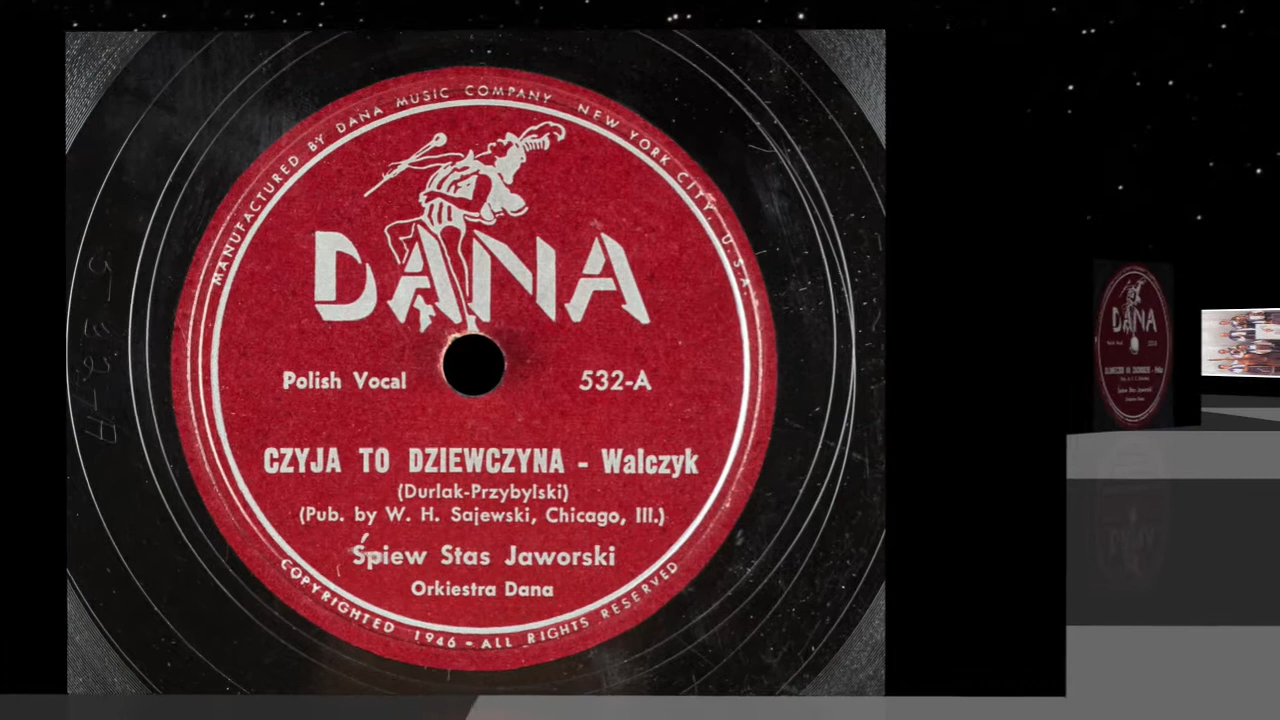 MANUFACTURED BY DANA MUSIC COMPANY NEW YORK CITY, U.S.A.
DANA
Polish Vocal 532-A
CZYJA TO DZIEWCZYNA - Walczyk
(Durlak-Przybylski)
(Pub. by W. H. Sajewski, Chicago, Ill.)
Śpiew Stas Jaworski
Orkiestra Dana
COPYRIGHTED 1946 - ALL RIGHTS RESERVED
DANA